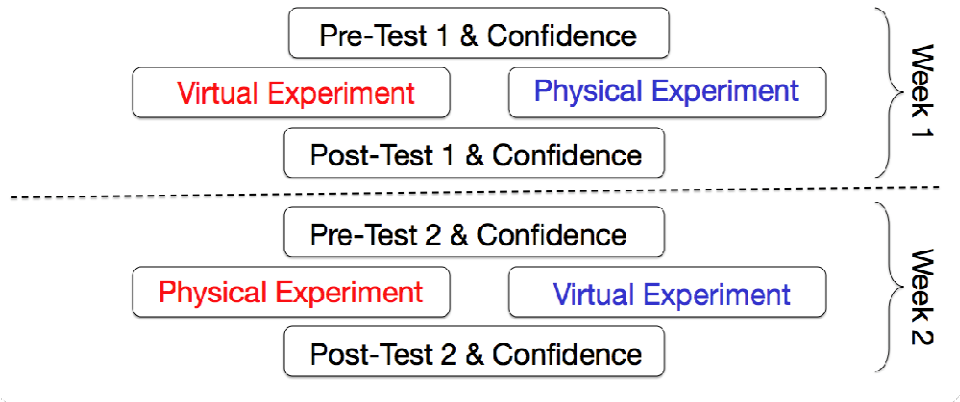 Pre-Test 1 & Confidence
Virtual Experiment
Physical Experiment
Post-Test 1 & Confidence
Week 1
Pre-Test 2 & Confidence
Physical Experiment
Virtual Experiment
Post-Test 2 & Confidence
Week 2